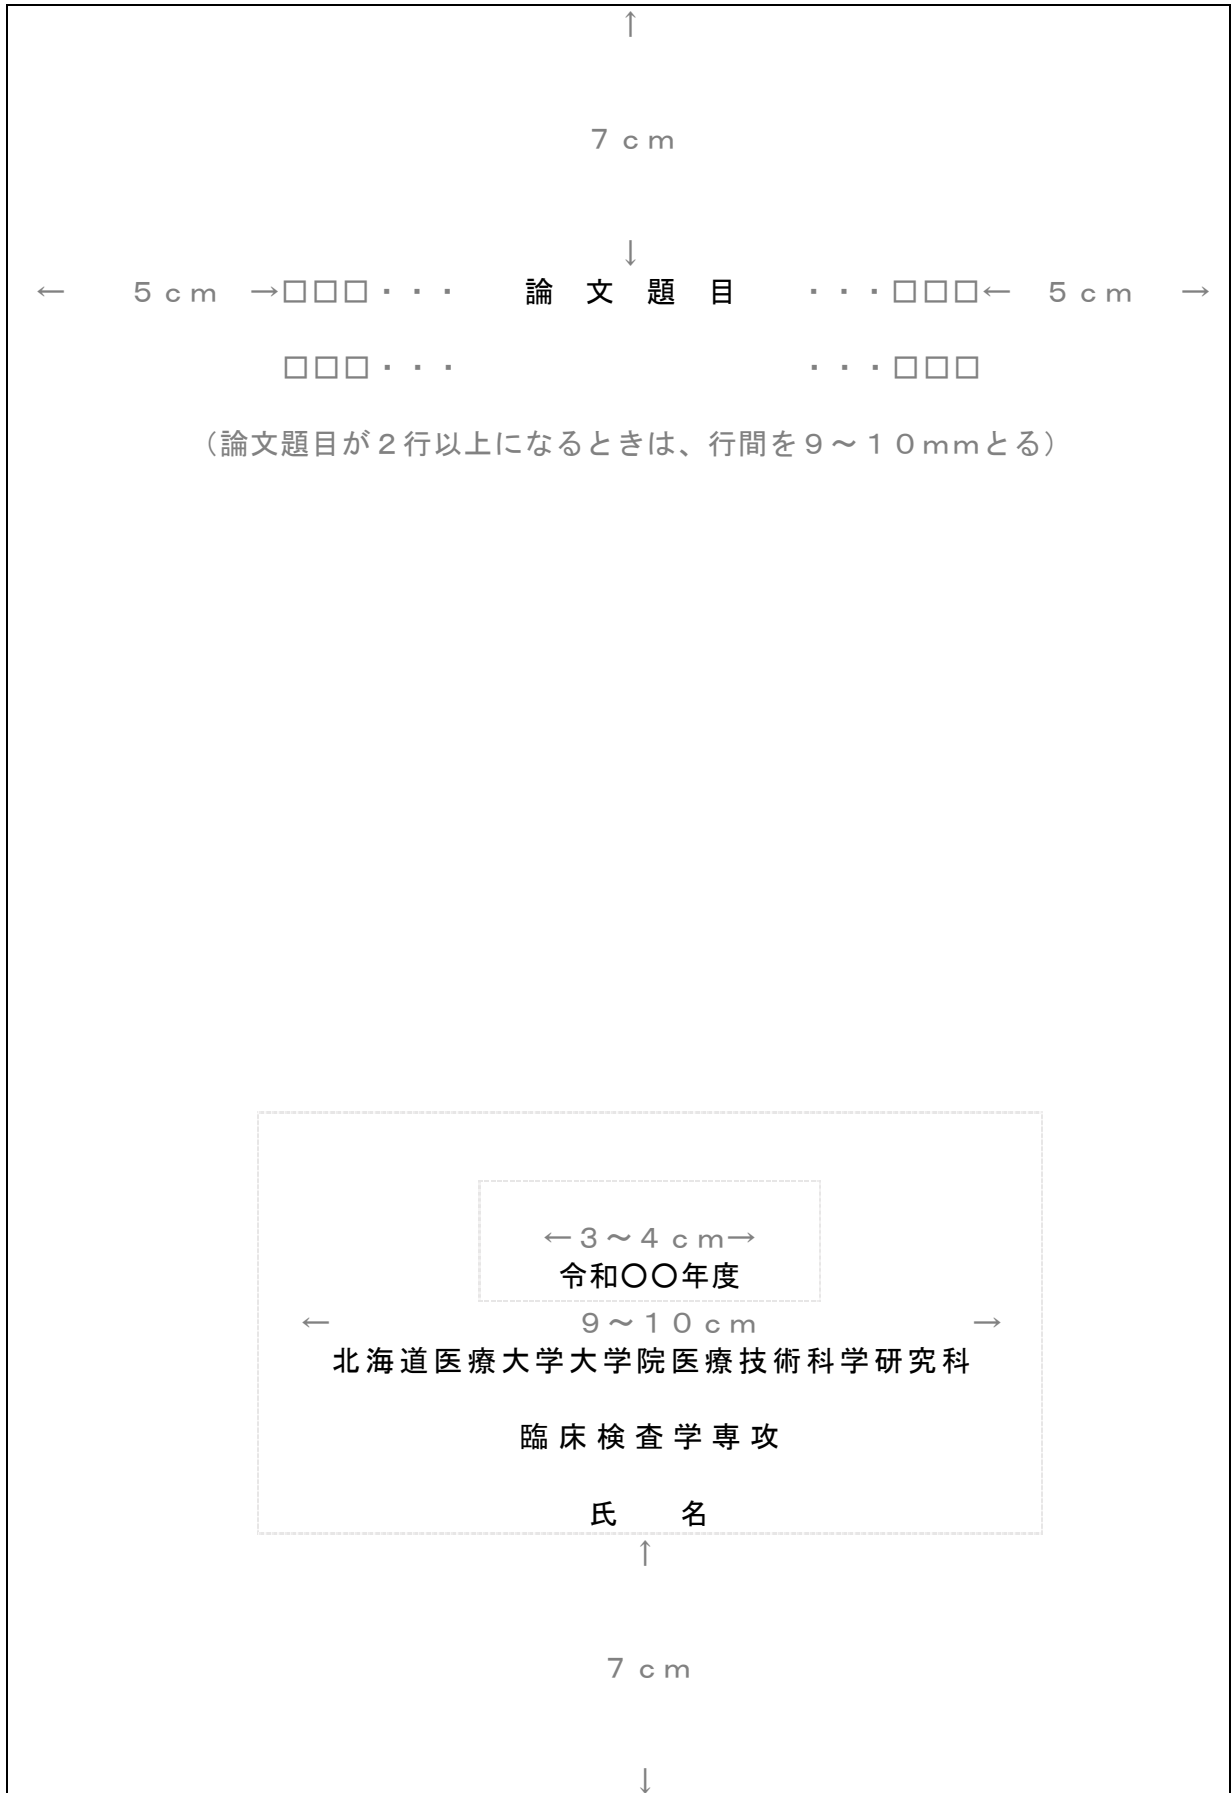 ↑
７ｃｍ
↓
← ５ｃｍ →□□□・・・ 論 文 題 目 ・・・□□□← ５ｃｍ →
□□□・・・ ・・・□□□
（論文題目が２行以上になるときは、行間を９～１０ｍｍとる）
←３～４ｃｍ→
令和〇〇年度
← ９～１０ｃｍ →
北海道医療大学大学院医療技術科学研究科
臨床検査学専攻
氏　名
↑
７ｃｍ
↓